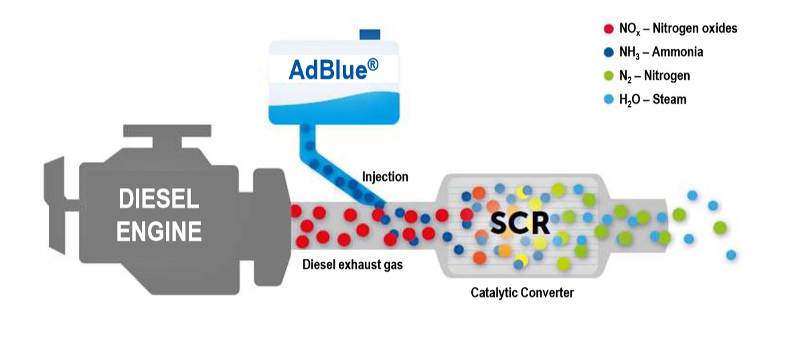 NOₓ – Nitrogen oxides
NH₃ – Ammonia
N₂ – Nitrogen
H₂O – Steam
AdBlue®
Injection
DIESEL
ENGINE
SCR
Diesel exhaust gas
Catalytic Converter